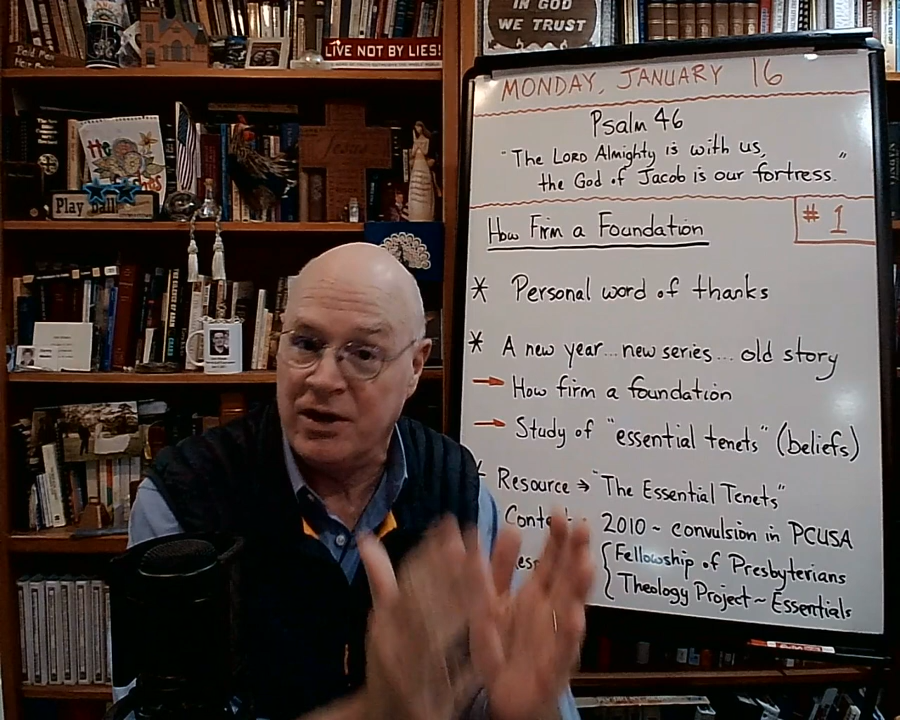 IN GOD
WE TRUST
LIVE NOT BY LIES!
He
Play ball
Jesus
MONDAY, JANUARY 16
Psalm 46
"The LORD Almighty is with us,
the God of Jacob is our fortress."
How Firm a Foundation
# 1
* Personal word of thanks
* A new year... new series... old story
→ How firm a foundation
→ Study of "essential tenets" (beliefs)
* Resource → "The Essential Tenets"
2010 ~ convulsion in PCUSA
Fellowship of Presbyterians
Theology Project ~ Essentials